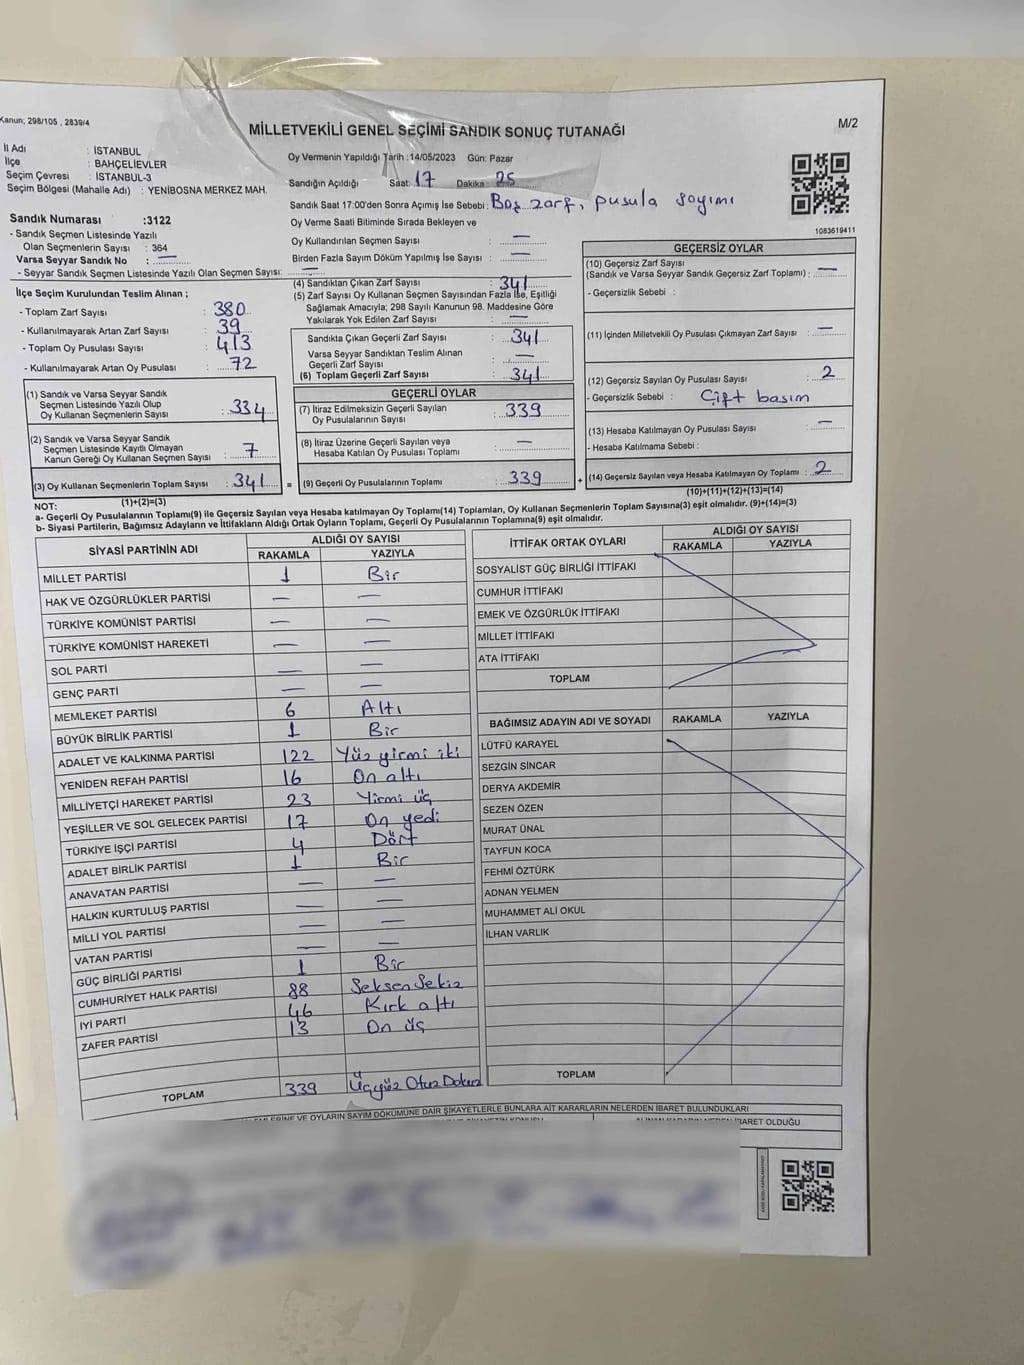 Kanun; 298/105 , 2839/4
MİLLETVEKİLİ GENEL SEÇİMİ SANDIK SONUÇ TUTANAĞI
M/2
İl Adı : İSTANBUL
İlçe : BAHÇELİEVLER
Seçim Çevresi : İSTANBUL-3
Seçim Bölgesi (Mahalle Adı) : YENİBOSNA MERKEZ MAH.
Oy Vermenin Yapıldığı Tarih :14/05/2023 Gün: Pazar
Sandığın Açıldığı Saat 17 Dakika 25
Sandık Saat 17:00'den Sonra Açılmış İse Sebebi: Boş zarf, pusula sayımı
1083619411
Sandık Numarası :3122
- Sandık Seçmen Listesinde Yazılı
Olan Seçmenlerin Sayısı : 364
Varsa Seyyar Sandık No : —
- Seyyar Sandık Seçmen Listesinde Yazılı Olan Seçmen Sayısı: —
Oy Verme Saati Bitiminde Sırada Bekleyen ve
Oy Kullandırılan Seçmen Sayısı : —
Birden Fazla Sayım Döküm Yapılmış İse Sayısı : —
İlçe Seçim Kurulundan Teslim Alınan ;
- Toplam Zarf Sayısı : 380
- Kullanılmayarak Artan Zarf Sayısı : 39
- Toplam Oy Pusulası Sayısı : 413
- Kullanılmayarak Artan Oy Pusulası : 72
(1) Sandık ve Varsa Seyyar Sandık
Seçmen Listesinde Yazılı Olup
Oy Kullanan Seçmenlerin Sayısı : 334
(2) Sandık ve Varsa Seyyar Sandık
Seçmen Listesinde Kayıtlı Olmayan
Kanun Gereği Oy Kullanan Seçmen Sayısı : 7
(3) Oy Kullanan Seçmenlerin Toplam Sayısı : 341
(1)+(2)=(3)
(4) Sandıktan Çıkan Zarf Sayısı : 341
(5) Zarf Sayısı Oy Kullanan Seçmen Sayısından Fazla İse, Eşitliği
Sağlamak Amacıyla; 298 Sayılı Kanunun 98. Maddesine Göre
Yakılarak Yok Edilen Zarf Sayısı : —
Sandıkta Çıkan Geçerli Zarf Sayısı : 341
Varsa Seyyar Sandıktan Teslim Alınan
Geçerli Zarf Sayısı : —
(6) Toplam Geçerli Zarf Sayısı : 341
GEÇERLİ OYLAR
(7) İtiraz Edilmeksizin Geçerli Sayılan
Oy Pusulalarının Sayısı : 339
(8) İtiraz Üzerine Geçerli Sayılan veya
Hesaba Katılan Oy Pusulası Toplamı : —
= (9) Geçerli Oy Pusulalarının Toplamı : 339
GEÇERSİZ OYLAR
(10) Geçersiz Zarf Sayısı
(Sandık ve Varsa Seyyar Sandık Geçersiz Zarf Toplamı) : —
- Geçersizlik Sebebi :
(11) İçinden Milletvekili Oy Pusulası Çıkmayan Zarf Sayısı : —
(12) Geçersiz Sayılan Oy Pusulası Sayısı : 2
- Geçersizlik Sebebi : Çift basım
(13) Hesaba Katılmayan Oy Pusulası Sayısı : —
- Hesaba Katılmama Sebebi :
+ (14) Geçersiz Sayılan veya Hesaba Katılmayan Oy Toplamı : 2
(10)+(11)+(12)+(13)=(14)
NOT:
a- Geçerli Oy Pusulalarının Toplamı(9) ile Geçersiz Sayılan veya Hesaba katılmayan Oy Toplamı(14) Toplamları, Oy Kullanan Seçmenlerin Toplam Sayısına(3) eşit olmalıdır. (9)+(14)=(3)
b- Siyasi Partilerin, Bağımsız Adayların ve İttifakların Aldığı Ortak Oyların Toplamı, Geçerli Oy Pusulalarının Toplamına(9) eşit olmalıdır.
SİYASİ PARTİNİN ADI ALDIĞI OY SAYISI
RAKAMLA YAZIYLA
MİLLET PARTİSİ 1 Bir
HAK VE ÖZGÜRLÜKLER PARTİSİ — —
TÜRKİYE KOMÜNİST PARTİSİ — —
TÜRKİYE KOMÜNİST HAREKETİ — —
SOL PARTİ — —
GENÇ PARTİ — —
MEMLEKET PARTİSİ 6 Altı
BÜYÜK BİRLİK PARTİSİ 1 Bir
ADALET VE KALKINMA PARTİSİ 122 Yüz yirmi iki
YENİDEN REFAH PARTİSİ 16 On altı
MİLLİYETÇİ HAREKET PARTİSİ 23 Yirmi üç
YEŞİLLER VE SOL GELECEK PARTİSİ 17 On yedi
TÜRKİYE İŞÇİ PARTİSİ 4 Dört
ADALET BİRLİK PARTİSİ 1 Bir
ANAVATAN PARTİSİ — —
HALKIN KURTULUŞ PARTİSİ — —
MİLLİ YOL PARTİSİ — —
VATAN PARTİSİ — —
GÜÇ BİRLİĞİ PARTİSİ 1 Bir
CUMHURİYET HALK PARTİSİ 88 Seksen Sekiz
İYİ PARTİ 46 Kırk altı
ZAFER PARTİSİ 13 On üç
TOPLAM 339 Üçyüz Otuz Dokuz
İTTİFAK ORTAK OYLARI ALDIĞI OY SAYISI
RAKAMLA YAZIYLA
SOSYALİST GÜÇ BİRLİĞİ İTTİFAKI
CUMHUR İTTİFAKI
EMEK VE ÖZGÜRLÜK İTTİFAKI
MİLLET İTTİFAKI
ATA İTTİFAKI
TOPLAM
BAĞIMSIZ ADAYIN ADI VE SOYADI RAKAMLA YAZIYLA
LÜTFÜ KARAYEL
SEZGİN SİNCAR
DERYA AKDEMİR
SEZEN ÖZEN
MURAT ÜNAL
TAYFUN KOCA
FEHMİ ÖZTÜRK
ADNAN YELMEN
MUHAMMET ALİ OKUL
İLHAN VARLIK
TOPLAM
VE OYLARIN SAYIM DÖKÜMÜNE DAİR ŞİKAYETLERLE BUNLARA AİT KARARLARIN NELERDEN İBARET BULUNDUKLARI
OLDUĞU